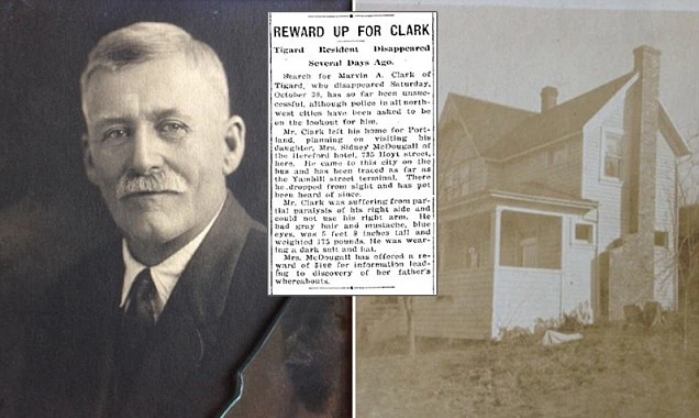 REWARD UP FOR CLARK
Tigard Resident Disappeared
Several Days Ago.
Search for Marvin A. Clark of
Tigard, who disappeared Saturday,
October 30, has so far been unsuc-
cessful, although police in all north-
west cities have been asked to be
on the lookout for him.
Mr. Clark left his home for Port-
land, planning on visiting his
daughter, Mrs. Sidney McDougall of
the Hereford hotel, 735 Hoyt street,
here. He came to this city on the
bus and has been traced as far as
the Yamhill street terminal. There
he dropped from sight and has not
been heard of since.
Mr. Clark was suffering from par-
tial paralysis of his right side and
could not use his right arm. He
had gray hair and mustache, blue
eyes, was 5 feet 8 inches tall and
weighted 175 pounds. He was wear-
ing a dark suit and hat.
Mrs. McDougall has offered a re-
ward of for information lead-
ing to discovery of her father's
whereabouts.